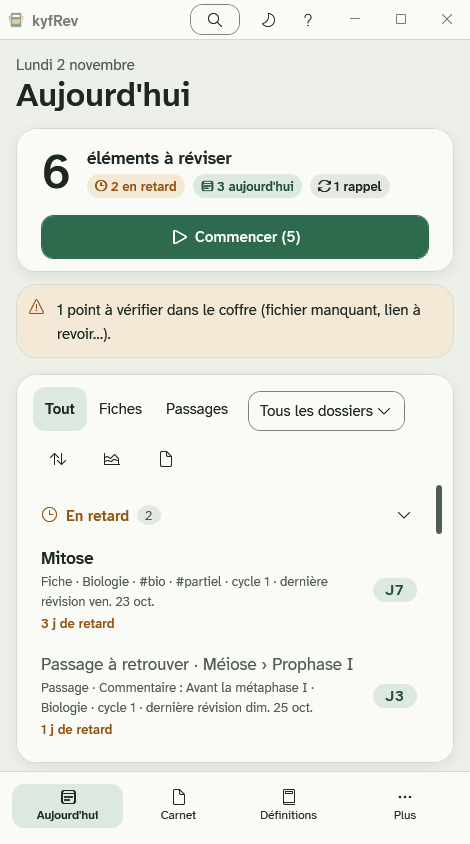 kyfRev
?
Lundi 2 novembre
Aujourd'hui
6
éléments à réviser
2 en retard
3 aujourd'hui
1 rappel
Commencer (5)
1 point à vérifier dans le coffre (fichier manquant, lien à
revoir…).
Tout
Fiches
Passages
Tous les dossiers
En retard 2
Mitose
Fiche · Biologie · #bio · #partiel · cycle 1 · dernière
révision ven. 23 oct.
3 j de retard
J7
Passage à retrouver · Méiose › Prophase I
Passage · Commentaire : Avant la métaphase I ·
Biologie · cycle 1 · dernière révision dim. 25 oct.
1 j de retard
J3
Aujourd'hui
Carnet
Définitions
Plus